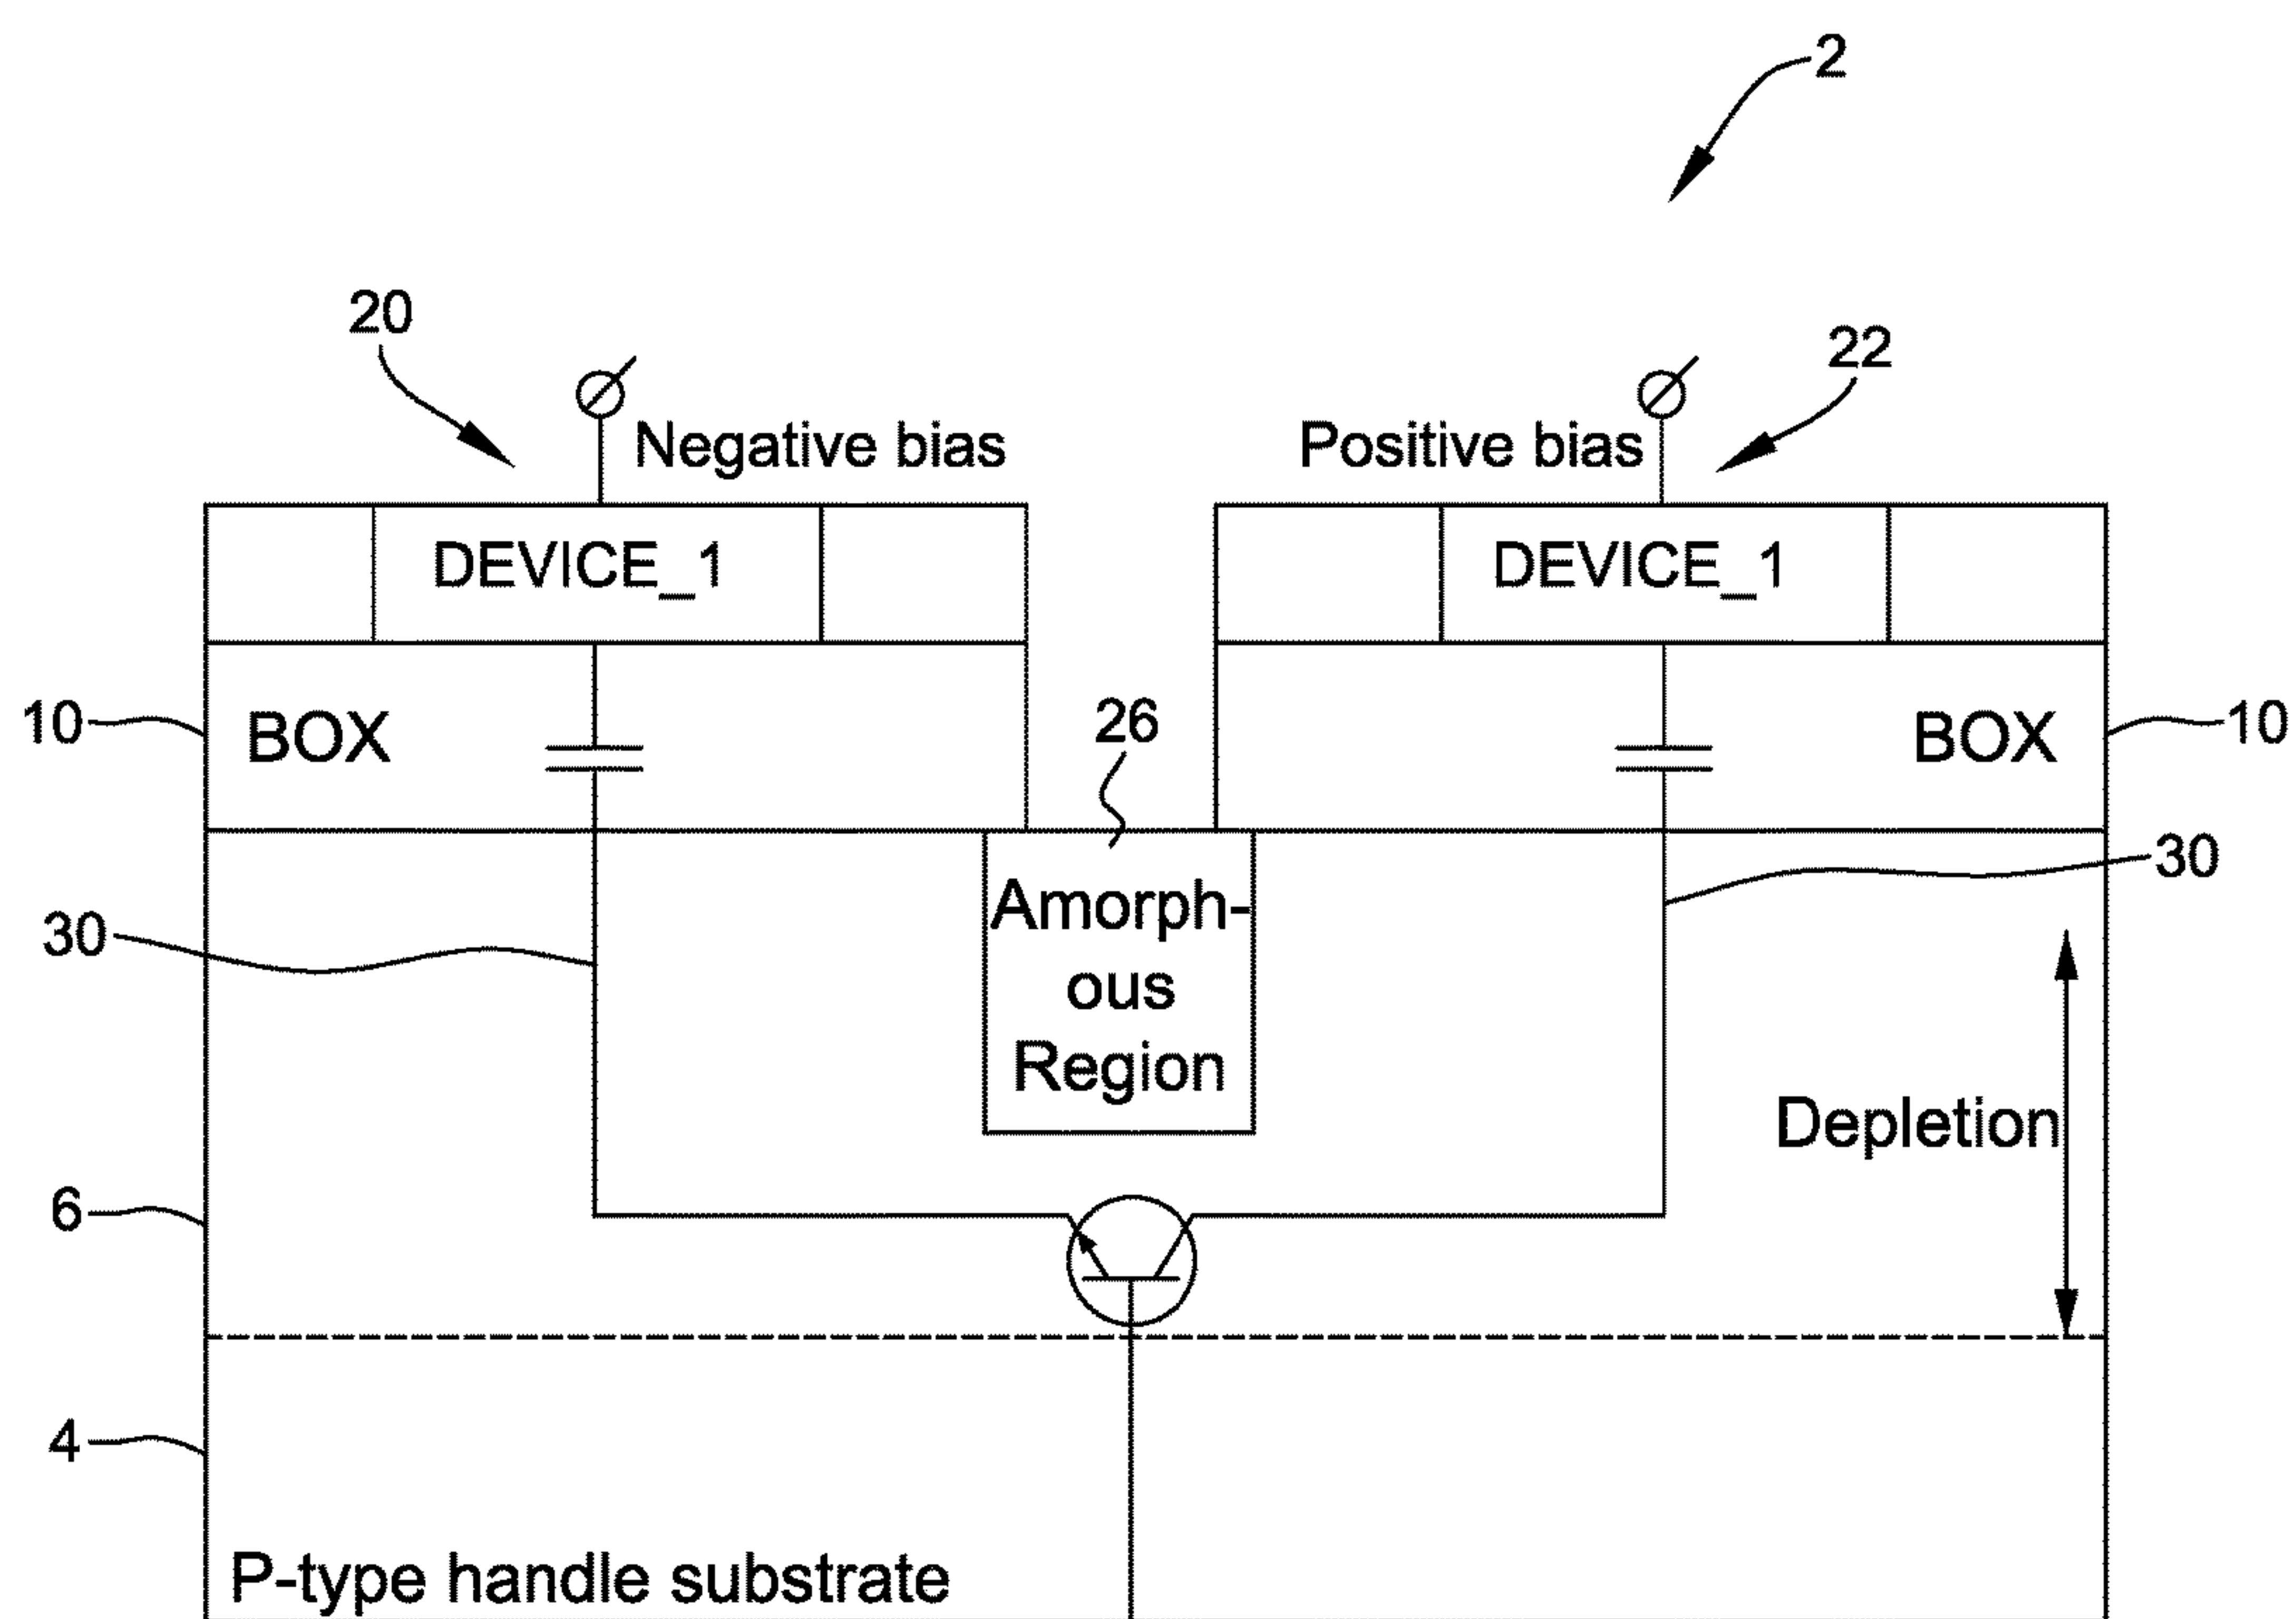 2
20
22
Negative bias
Positive bias
DEVICE_1
DEVICE_1
10
BOX
26
BOX
10
30
Amorph-
ous
Region
30
Depletion
6
4
P-type handle substrate